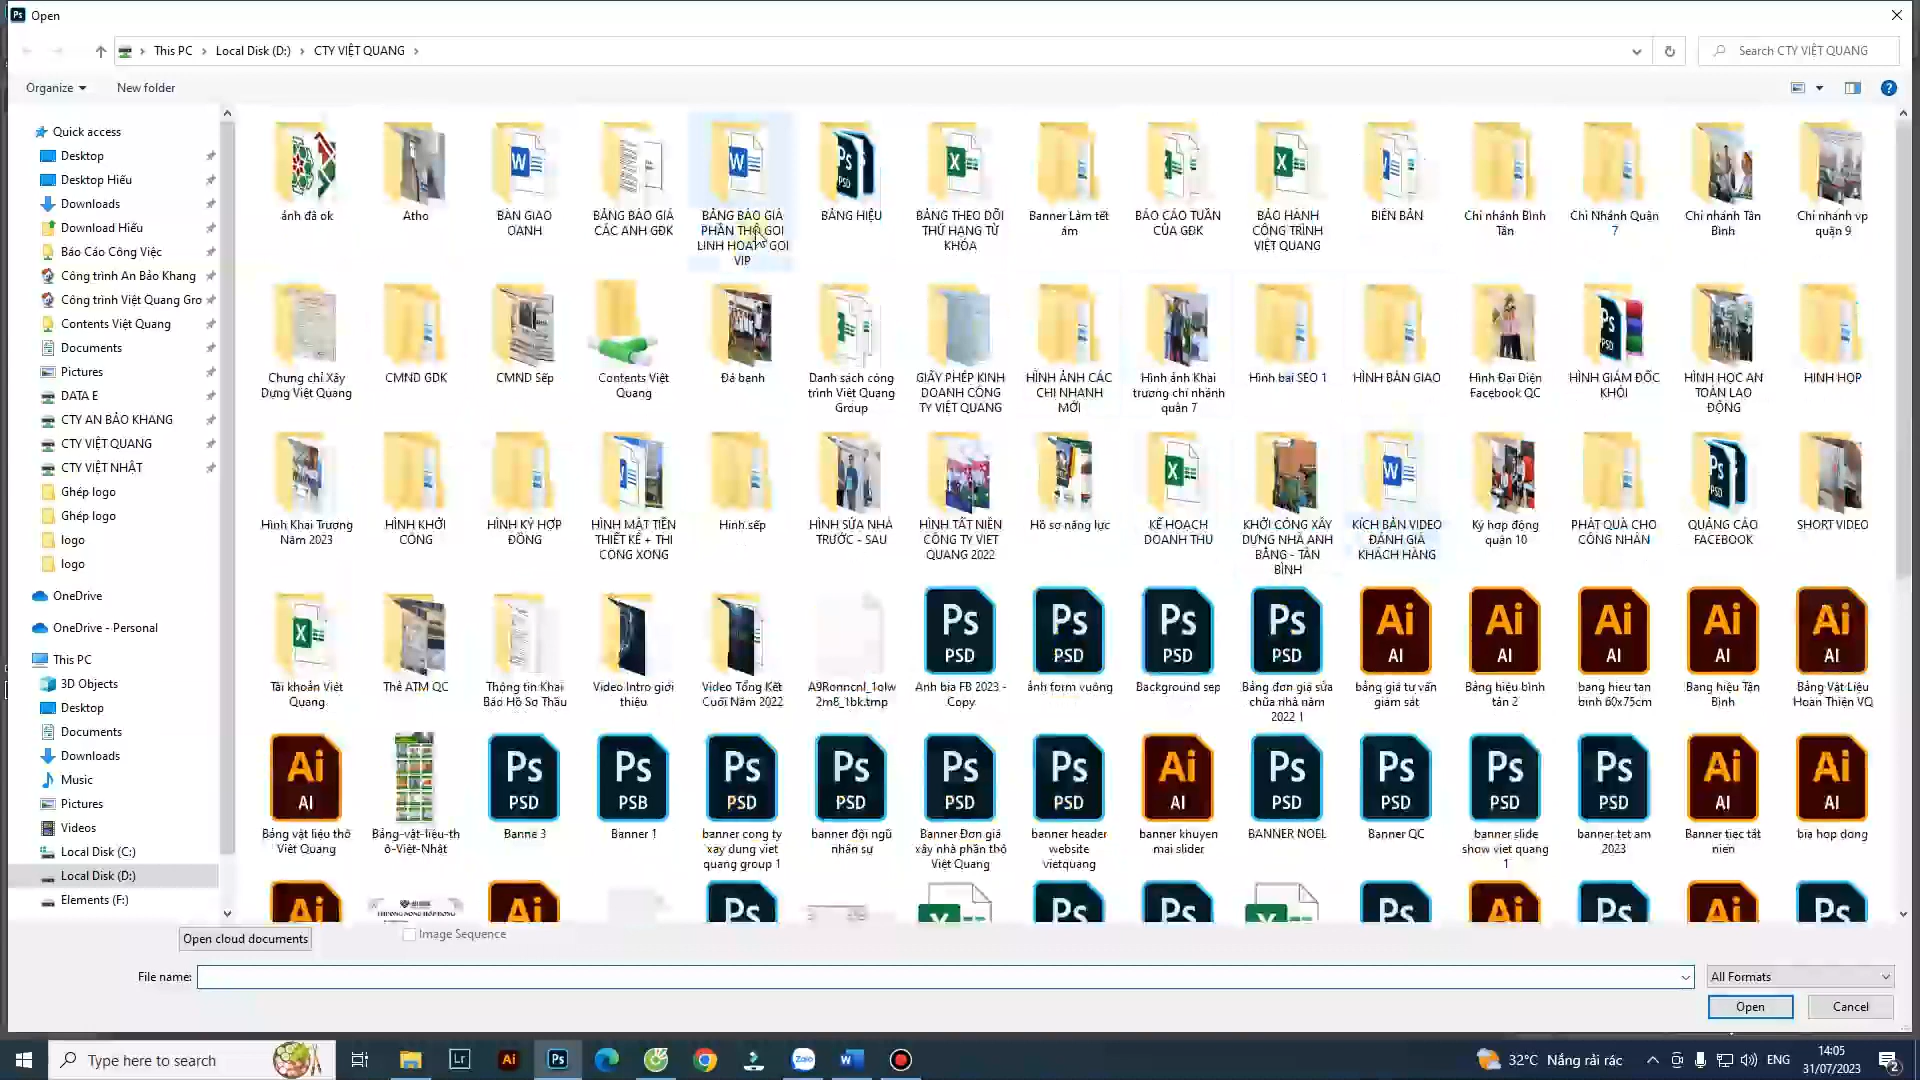 Open
This PC > Local Disk (D:) > CTY VIỆT QUANG >
Search CTY VIỆT QUANG
Organize
New folder
Quick access
Desktop
Desktop Hiếu
Downloads
Download Hiếu
Báo Cáo Công Việc
Công trình An Bảo Khang
Công trình Việt Quang Gro
Contents Việt Quang
Documents
Pictures
DATA E
CTY AN BẢO KHANG
CTY VIỆT QUANG
CTY VIỆT NHẬT
Ghép logo
Ghép logo
logo
logo
OneDrive
OneDrive - Personal
This PC
3D Objects
Desktop
Documents
Downloads
Music
Pictures
Videos
Local Disk (C:)
Local Disk (D:)
Elements (F:)
ảnh đã ok
Atho
BÀN GIAO
OANH
BẢNG BÁO GIÁ
CÁC ANH GĐK
BẢNG BÁO GIÁ
PHẦN THÔ GÓI
LINH HOẠT - GÓI
VIP
BẢNG HIỆU
BẢNG THEO DÕI
THỨ HẠNG TỪ
KHÓA
Banner Làm tết
ấm
BÁO CÁO TUẦN
CỦA GĐK
BẢO HÀNH
CÔNG TRÌNH
VIỆT QUANG
BIÊN BẢN
Chi nhánh Bình
Tân
Chi Nhánh Quận
7
Chi nhánh Tân
Bình
Chi nhánh vp
quận 9
Chứng chỉ Xây
Dựng Việt Quang
CMND GĐK
CMND Sếp
Contents Việt
Quang
Đá banh
Danh sách công
trình Việt Quang
Group
GIẤY PHÉP KINH
DOANH CÔNG
TY VIỆT QUANG
HÌNH ẢNH CÁC
CHI NHÁNH
MỚI
Hình ảnh Khai
trương chi nhánh
quận 7
Hình bài SEO 1
HÌNH BÀN GIAO
Hình Đại Diện
Facebook QC
HÌNH GIÁM ĐỐC
KHỐI
HÌNH HỌC AN
TOÀN LAO
ĐỘNG
HÌNH HỌP
Hình Khai Trương
Năm 2023
HÌNH KHỞI
CÔNG
HÌNH KÝ HỢP
ĐỒNG
HÌNH MẶT TIỀN
THIẾT KẾ + THI
CÔNG XONG
Hình sếp
HÌNH SỬA NHÀ
TRƯỚC - SAU
HÌNH TẤT NIÊN
CÔNG TY VIỆT
QUANG 2022
Hồ sơ năng lực
KẾ HOẠCH
DOANH THU
KHỞI CÔNG XÂY
DỰNG NHÀ ANH
BẰNG - TÂN
BÌNH
KỊCH BẢN VIDEO
ĐÁNH GIÁ
KHÁCH HÀNG
Ký hợp đồng
quận 10
PHÁT QUÀ CHO
CÔNG NHÂN
QUẢNG CÁO
FACEBOOK
SHORT VIDEO
Tài khoản Việt
Quang
Thẻ ATM QC
Thông tin Khai
Báo Hồ Sơ Thầu
Video Intro giới
thiệu
Video Tổng Kết
Cuối Năm 2022
Ảnh bìa FB 2023 -
Copy
ảnh form vuông
Background sep
Bảng đơn giá sửa
chữa nhà năm
2022 1
bảng giá tư vấn
giám sát
Bảng hiệu bình
tân 2
bang hieu tan
binh 60x75cm
Bảng hiệu Tân
Bình
Bảng Vật Liệu
Hoàn Thiện VQ
Bảng vật liệu thô
Việt Quang
Bảng-vật-liệu-th
ô-Việt-Nhật
Banne 3
Banner 1
banner cong ty
xay dung viet
quang group 1
banner đội ngũ
nhân sự
Banner Đơn giá
xây nhà phần thô
Việt Quang
banner header
website
vietquang
banner khuyen
mai slider
BANNER NOEL
Banner QC
banner slide
show viet quang
1
banner tet am
2023
Banner tiệc tất
niên
bìa hợp đồng
Open cloud documents
Image Sequence
File name:
All Formats
Open
Cancel
Type here to search
32°C Nắng rải rác
ENG
14:05
31/07/2023
2